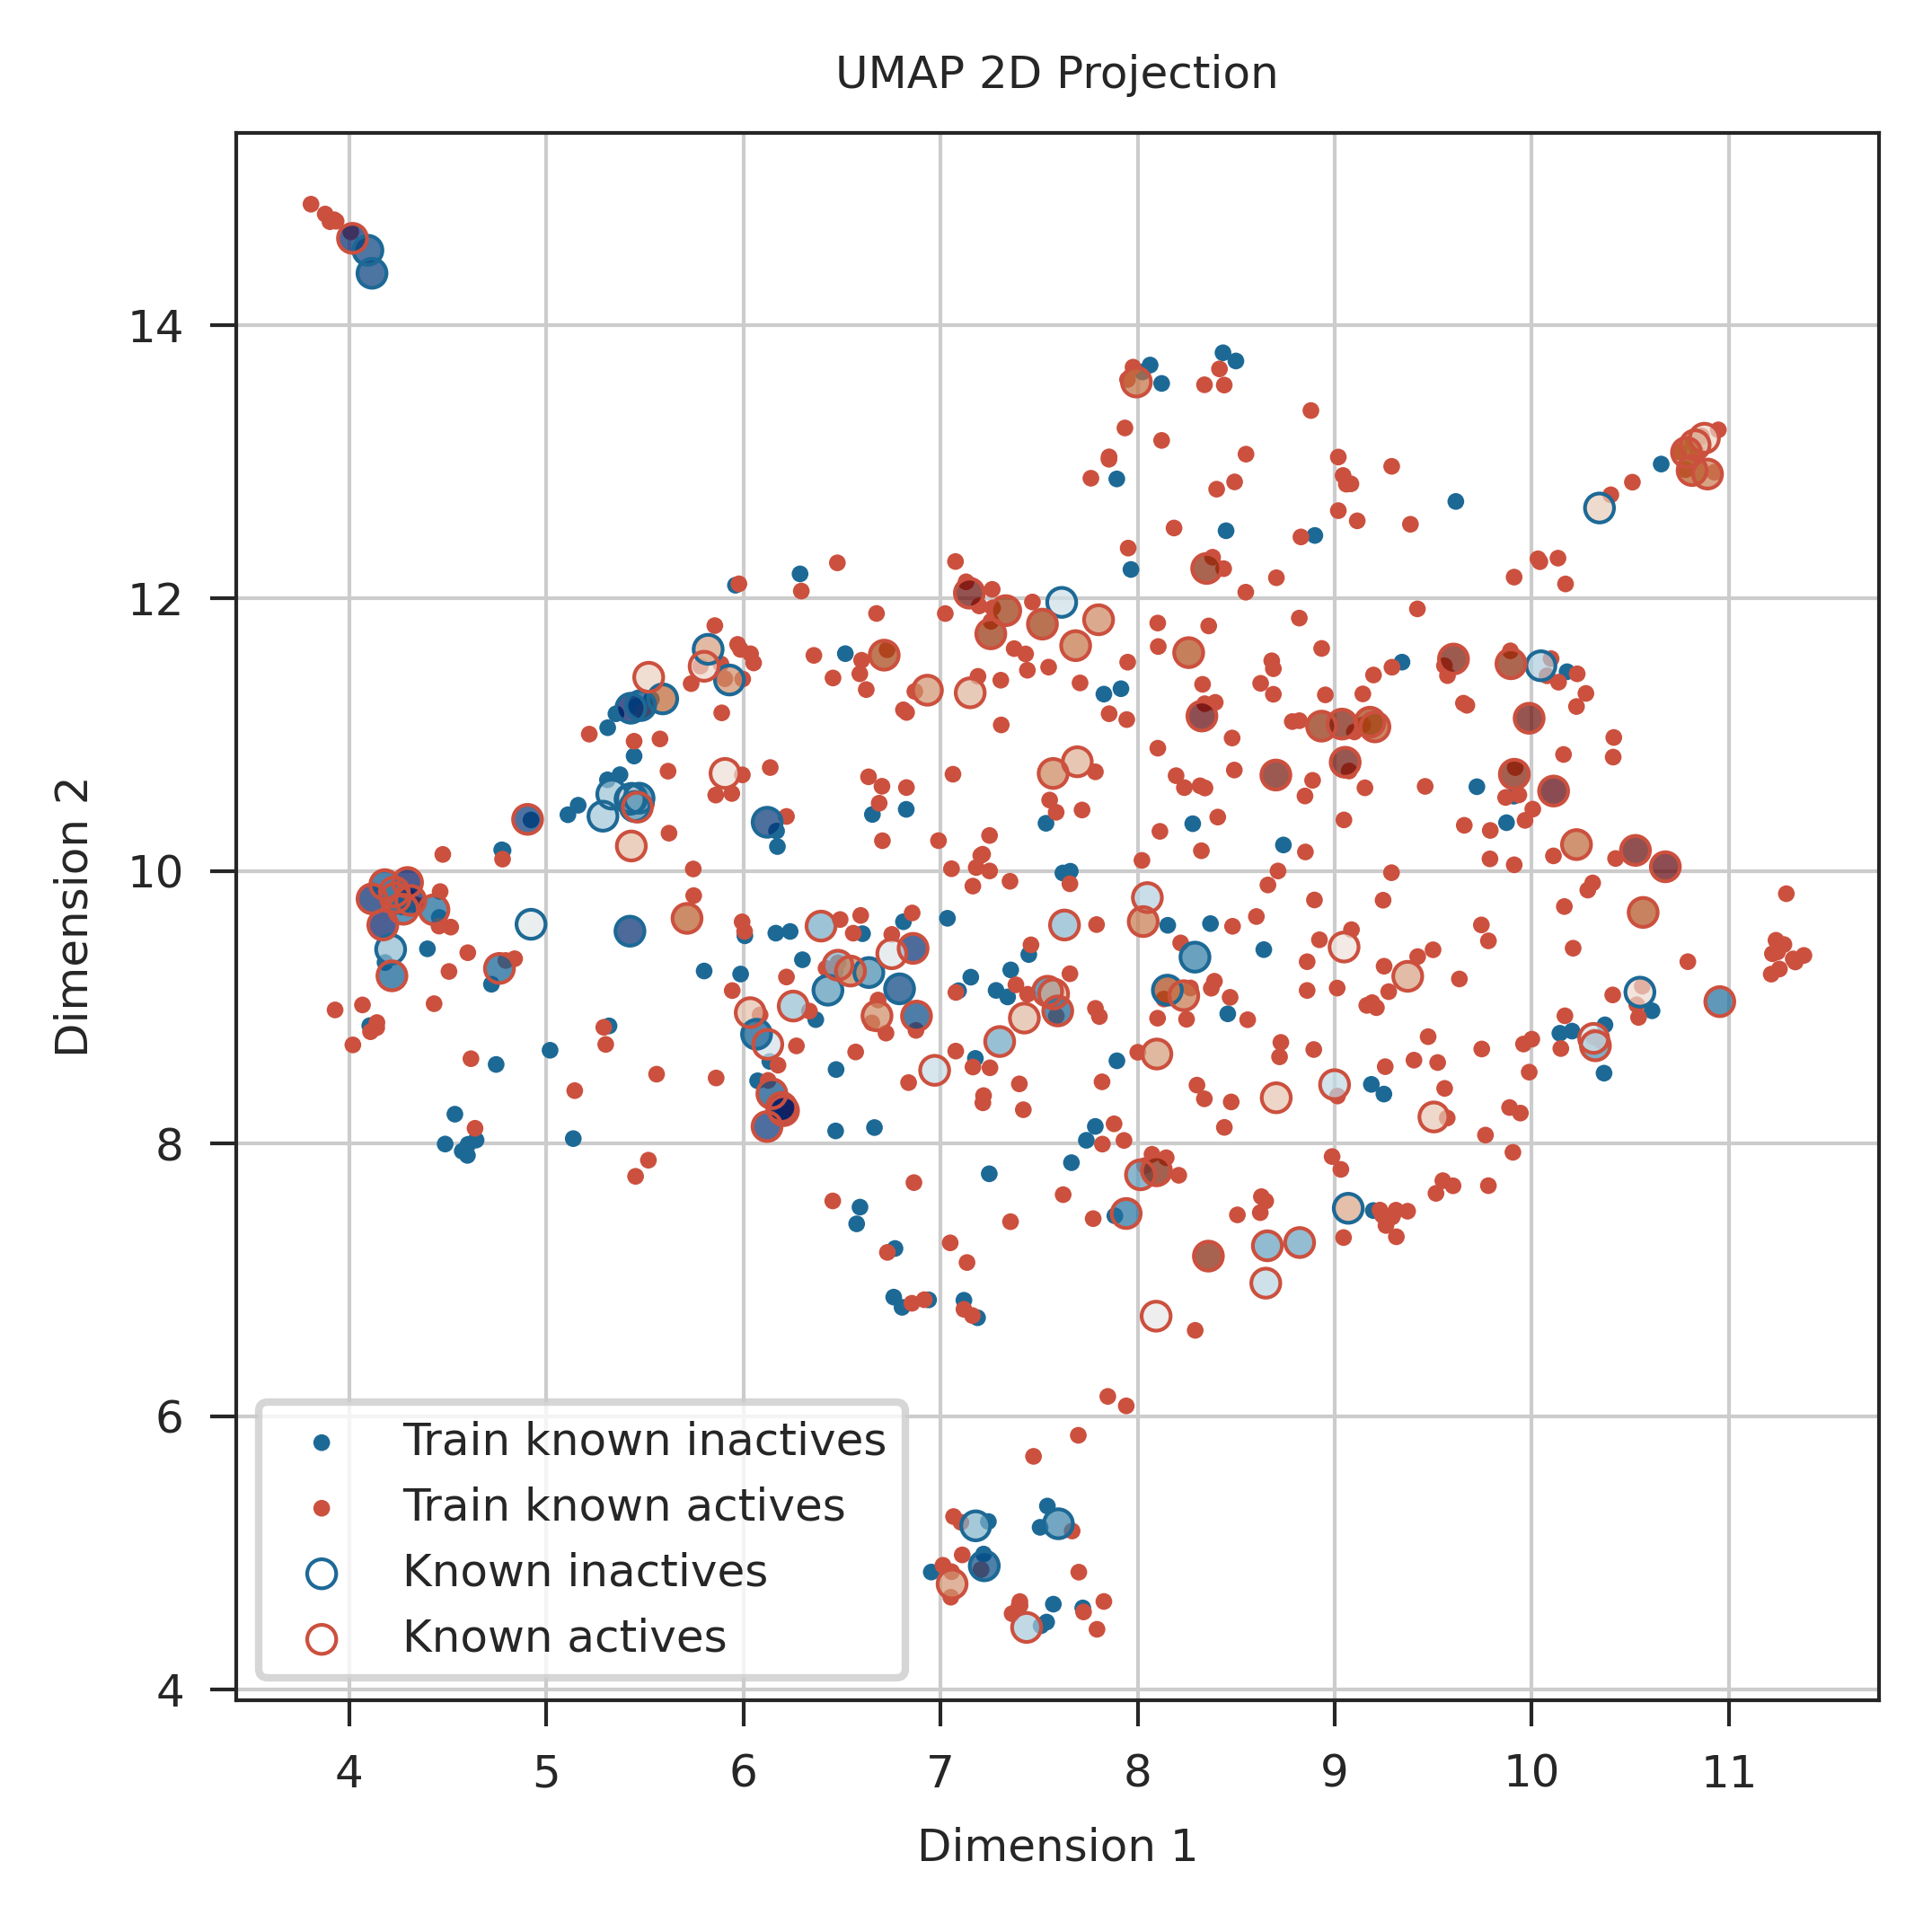 UMAP 2D Projection
Dimension 2
14
12
10
8
6
4
Train known inactives
Train known actives
Known inactives
Known actives
4 5 6 7 8 9 10 11
Dimension 1